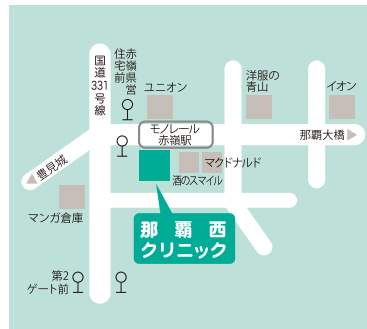 国道331号線
赤嶺県営
住宅前
ユニオン
洋服の
青山
イオン
モノレール
赤嶺駅
那覇大橋
豊見城
マクドナルド
酒のスマイル
マンガ倉庫
那覇西
クリニック
第2
ゲート前